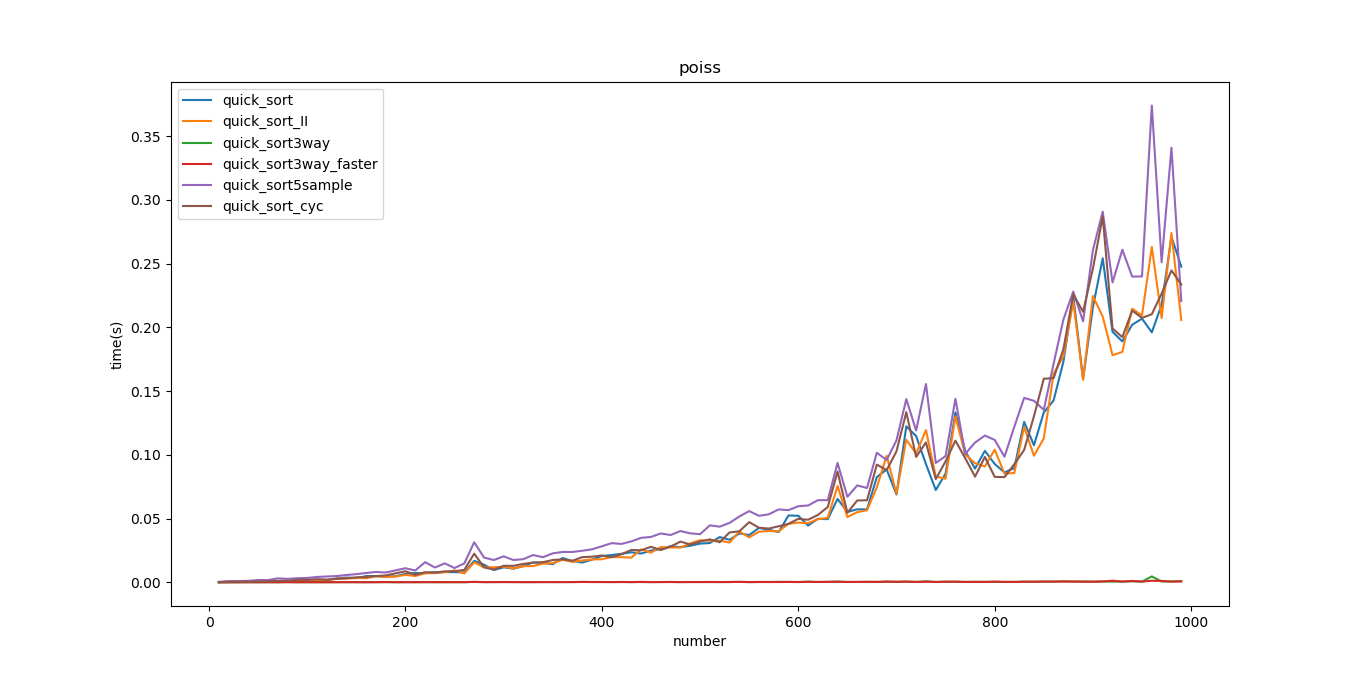 poiss
quick_sort
quick_sort_II
quick_sort3way
quick_sort3way_faster
quick_sort5sample
quick_sort_cyc
0.35
0.30
0.25
0.20
0.15
0.10
0.05
0.00
time(s)
0 200 400 600 800 1000
number